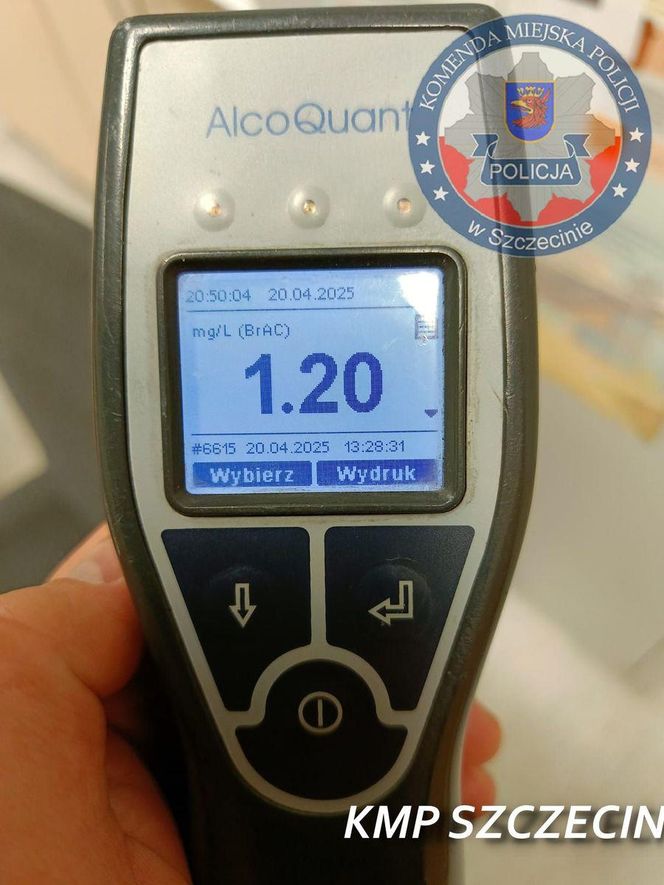 AlcoQuant
KOMENDA MIEJSKA POLICJI
POLICJA
w Szczecinie
20:50:04 20.04.2025
mg/L (BrAC)
1.20
#6615 20.04.2025 13:28:31
Wybierz Wydruk
KMP SZCZECIN